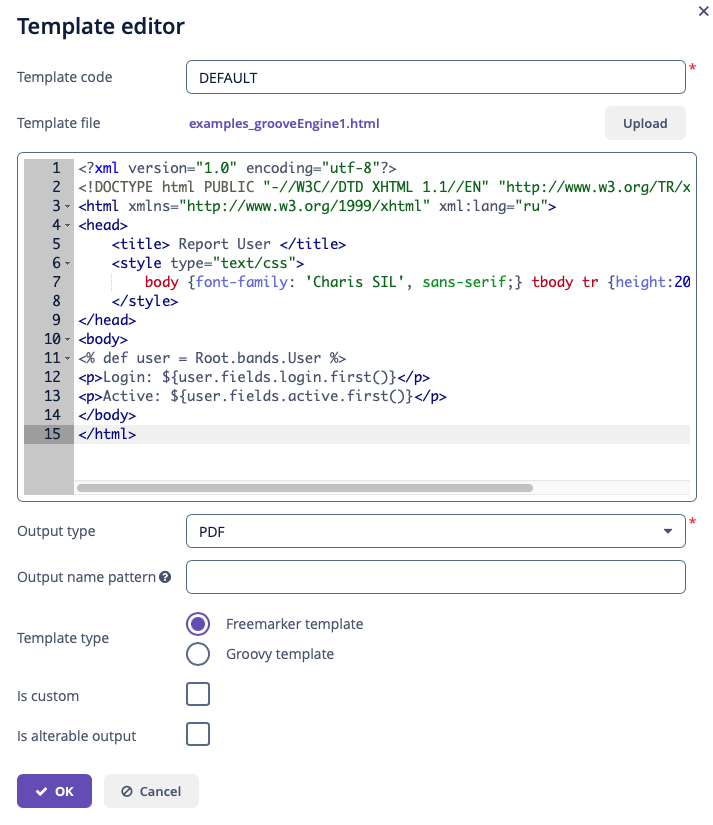 Template editor
Template code
DEFAULT
*
Template file
examples_grooveEngine1.html
Upload
1 <?xml version="1.0" encoding="utf-8"?>
2 <!DOCTYPE html PUBLIC "-//W3C//DTD XHTML 1.1//EN" "http://www.w3.org/TR/x
3 <html xmlns="http://www.w3.org/1999/xhtml" xml:lang="ru">
4 <head>
5     <title> Report User </title>
6     <style type="text/css">
7         body {font-family: 'Charis SIL', sans-serif;} tbody tr {height:20
8     </style>
9 </head>
10 <body>
11 <% def user = Root.bands.User %>
12 <p>Login: ${user.fields.login.first()}</p>
13 <p>Active: ${user.fields.active.first()}</p>
14 </body>
15 </html>
Output type
PDF
*
Output name pattern
Template type
Freemarker template
Groovy template
Is custom
Is alterable output
OK
Cancel